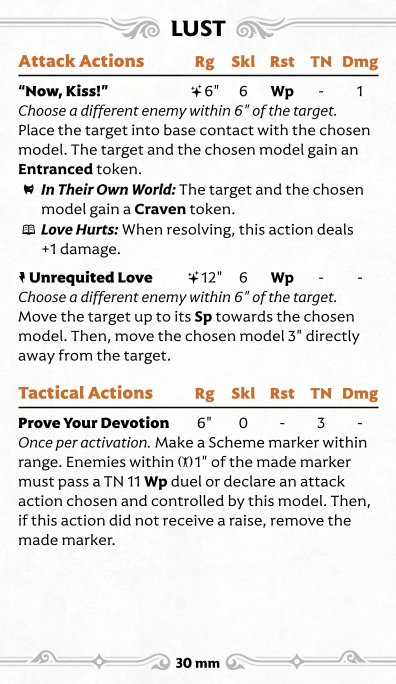 LUST
Attack Actions Rg Skl Rst TN Dmg
“Now, Kiss!” 6" 6 Wp - 1
Choose a different enemy within 6" of the target.
Place the target into base contact with the chosen
model. The target and the chosen model gain an
Entranced token.
In Their Own World: The target and the chosen
model gain a Craven token.
Love Hurts: When resolving, this action deals
+1 damage.
Unrequited Love 12" 6 Wp - -
Choose a different enemy within 6" of the target.
Move the target up to its Sp towards the chosen
model. Then, move the chosen model 3" directly
away from the target.
Tactical Actions Rg Skl Rst TN Dmg
Prove Your Devotion 6" 0 - 3 -
Once per activation. Make a Scheme marker within
range. Enemies within 1" of the made marker
must pass a TN 11 Wp duel or declare an attack
action chosen and controlled by this model. Then,
if this action did not receive a raise, remove the
made marker.
30 mm